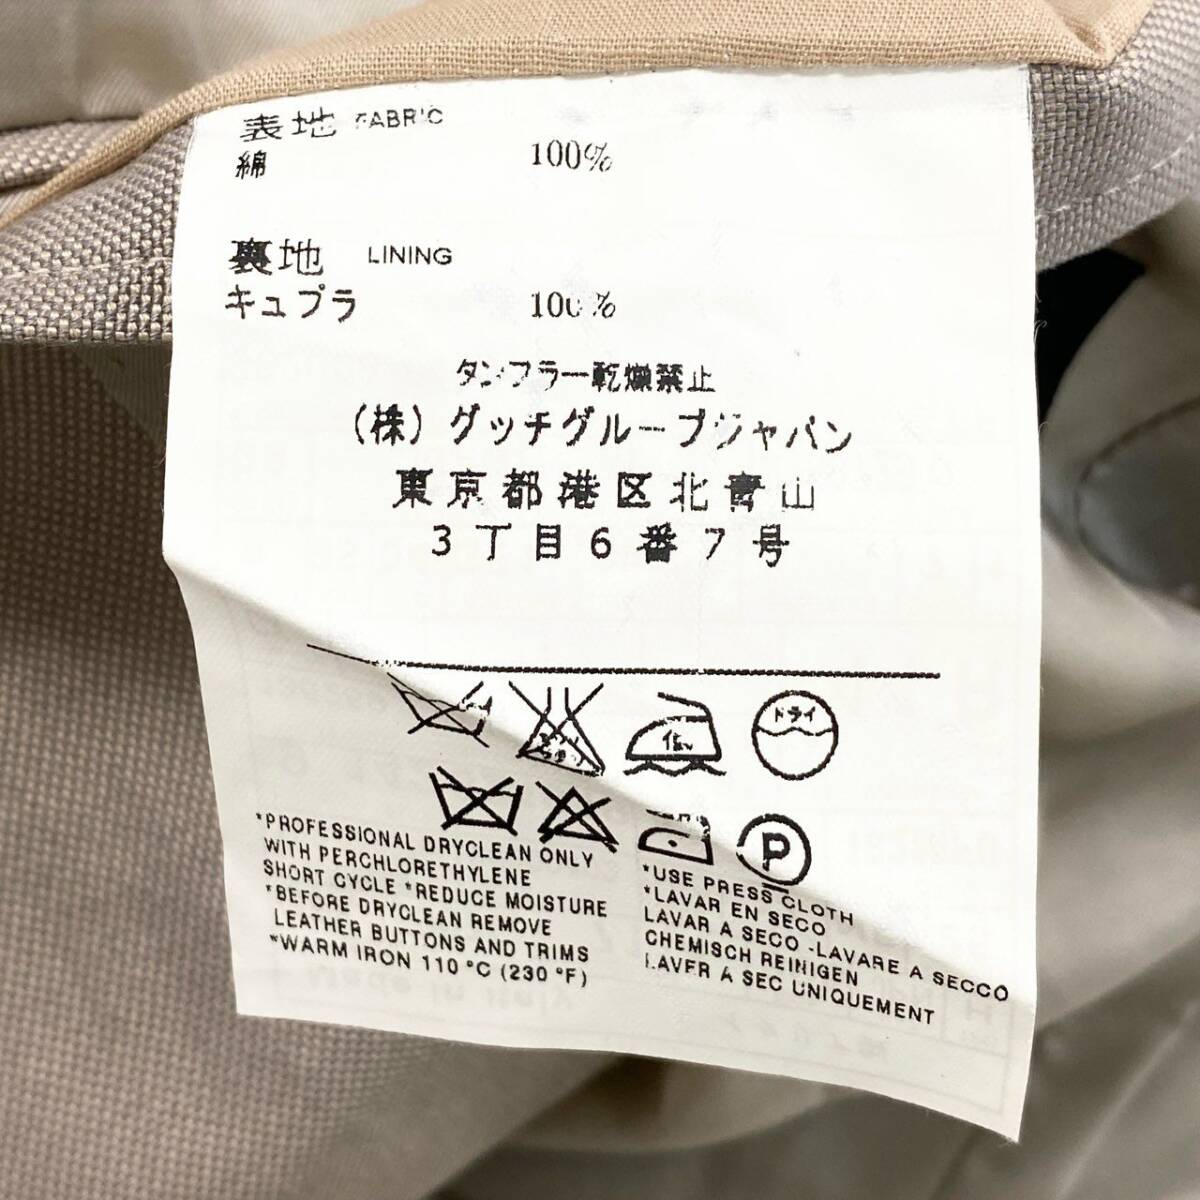 表地 FABRIC
綿 100%
裏地 LINING
キュプラ 100%
タンブラー乾燥禁止
(株)グッチグループジャパン
東京都港区北青山
3丁目6番7号
低 ドライ
P
*PROFESSIONAL DRYCLEAN ONLY
WITH PERCHLORETHYLENE
SHORT CYCLE *REDUCE MOISTURE
*BEFORE DRYCLEAN REMOVE
LEATHER BUTTONS AND TRIMS
*WARM IRON 110 °C (230 °F)
*USE PRESS CLOTH
*LAVAR EN SECO
LAVAR A SECO -LAVARE A SECCO
CHEMISCH REINIGEN
LAVER A SEC UNIQUEMENT